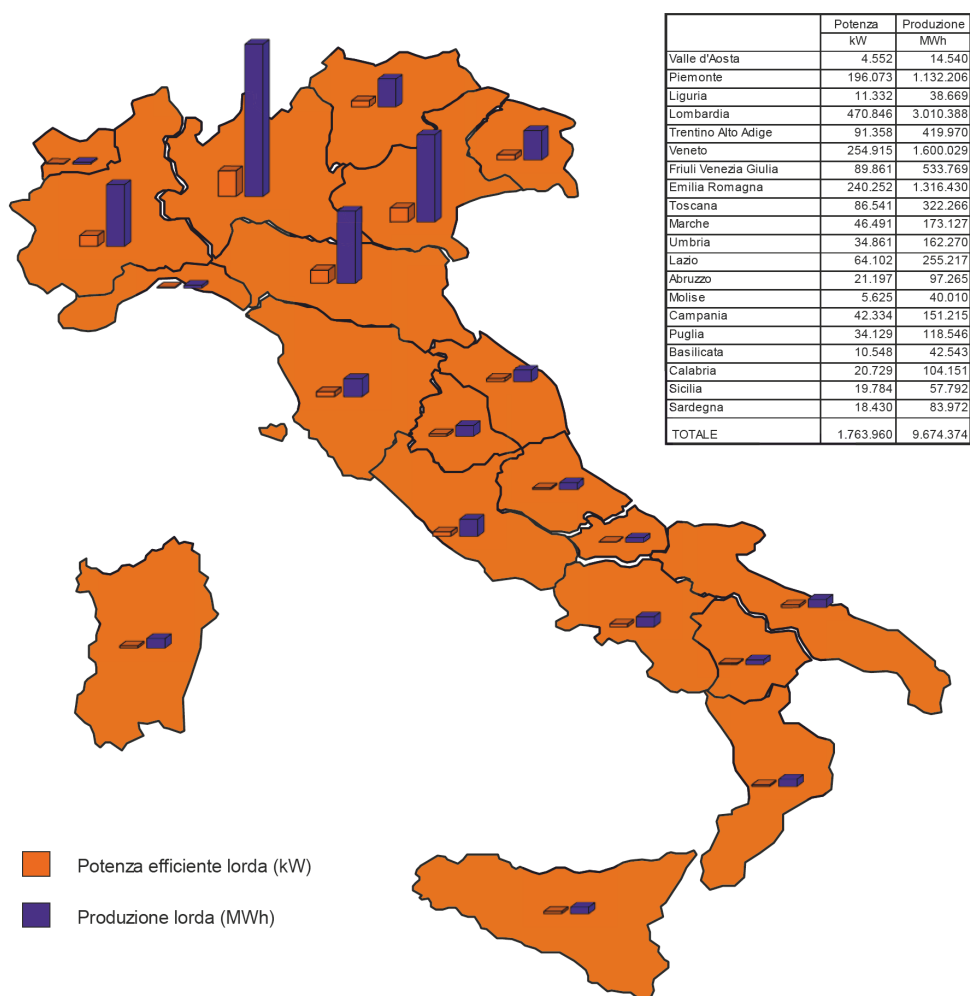 Potenza Produzione
kW MWh
Valle d'Aosta 4.552 14.540
Piemonte 196.073 1.132.206
Liguria 11.332 38.669
Lombardia 470.846 3.010.388
Trentino Alto Adige 91.358 419.970
Veneto 254.915 1.600.029
Friuli Venezia Giulia 89.861 533.769
Emilia Romagna 240.252 1.316.430
Toscana 86.541 322.266
Marche 46.491 173.127
Umbria 34.861 162.270
Lazio 64.102 255.217
Abruzzo 21.197 97.265
Molise 5.625 40.010
Campania 42.334 151.215
Puglia 34.129 118.546
Basilicata 10.548 42.543
Calabria 20.729 104.151
Sicilia 19.784 57.792
Sardegna 18.430 83.972
TOTALE 1.763.960 9.674.374
Potenza efficiente lorda (kW)
Produzione lorda (MWh)